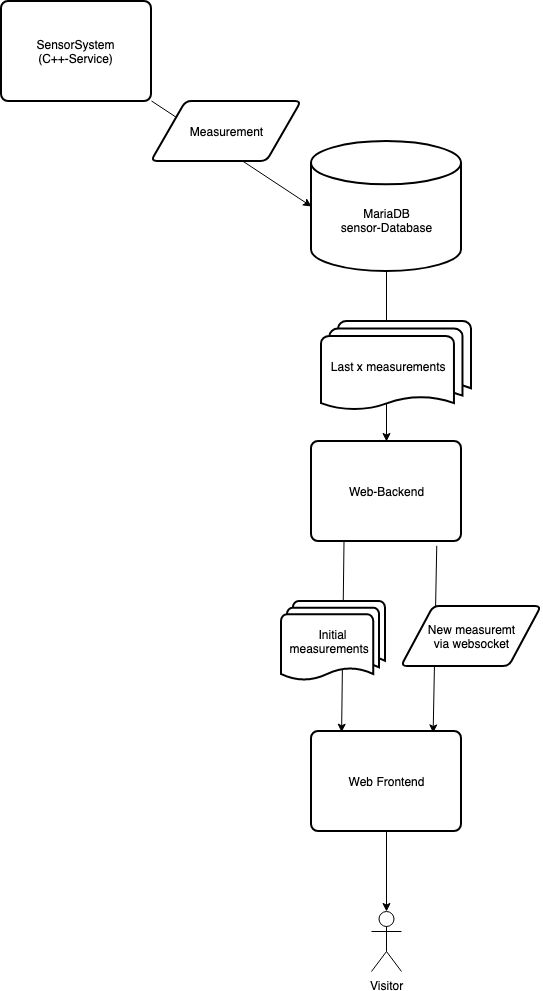 SensorSystem
(C++-Service)
Measurement
MariaDB
sensor-Database
Last x measurements
Web-Backend
Initial
measurements
New measuremt
via websocket
Web Frontend
Visitor